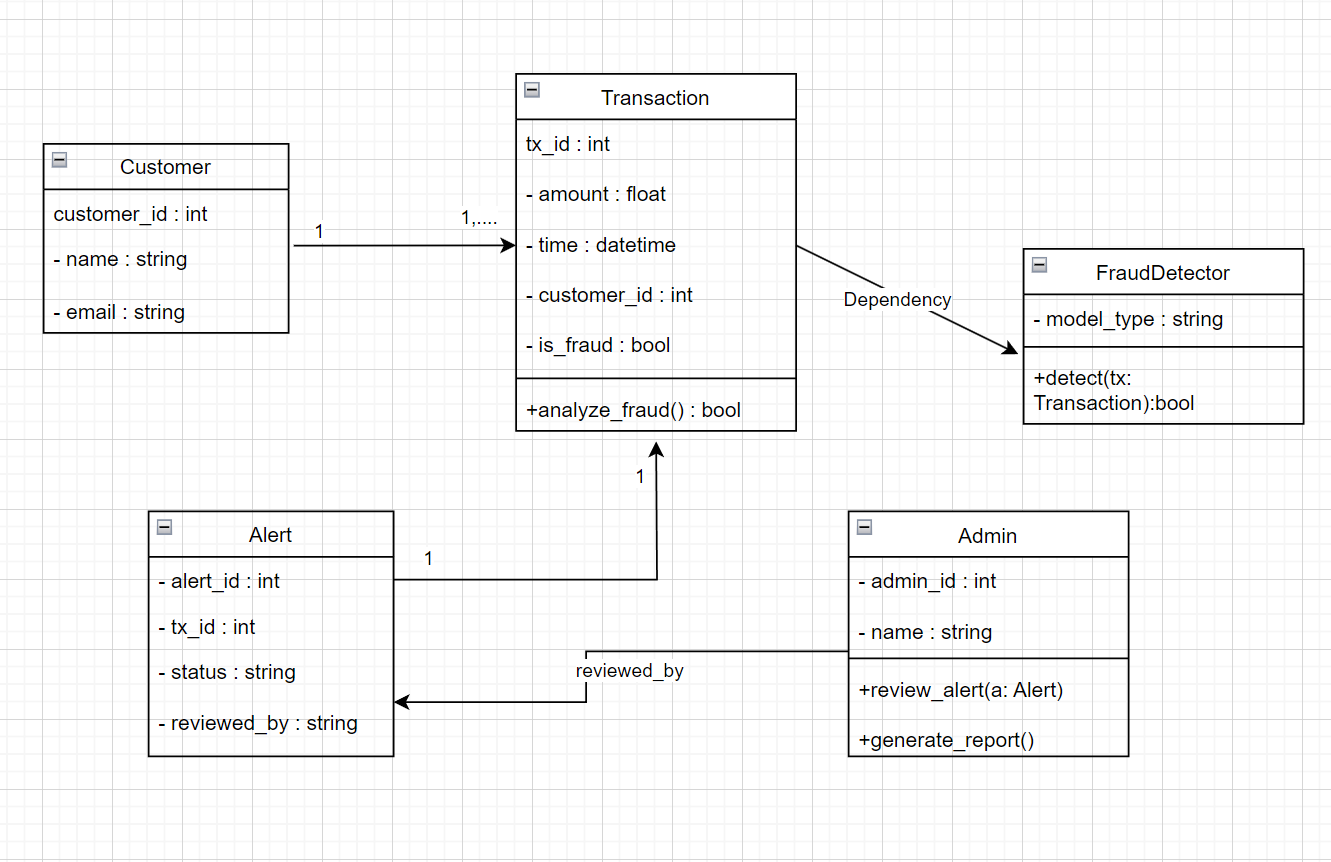 Transaction
tx_id : int
- amount : float
- time : datetime
- customer_id : int
- is_fraud : bool
+analyze_fraud() : bool
Customer
customer_id : int
- name : string
- email : string
1
1,....
Dependency
FraudDetector
- model_type : string
+detect(tx:
Transaction):bool
1
1
Alert
- alert_id : int
- tx_id : int
- status : string
- reviewed_by : string
reviewed_by
Admin
- admin_id : int
- name : string
+review_alert(a: Alert)
+generate_report()